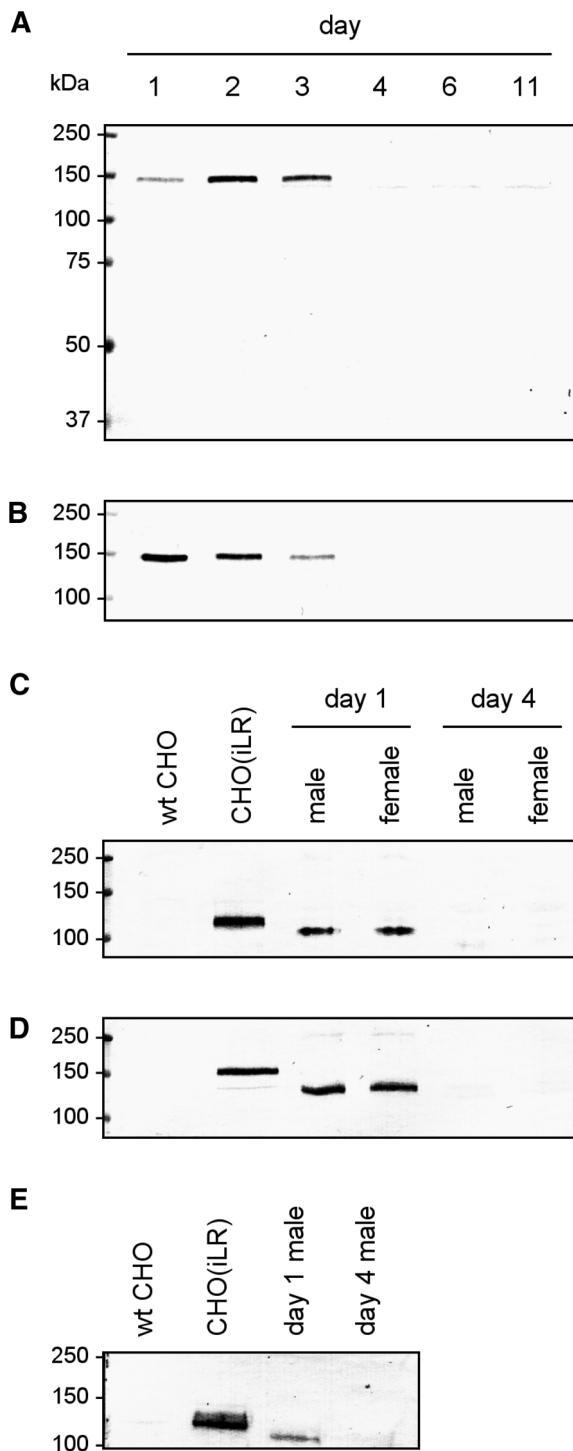 A
day
kDa 1 2 3 4 6 11
250
150
100
75
50
37
B
250
150
100
C
day 1 day 4
wt CHO CHO(iLR) male female male female
250
150
100
D
250
150
100
E
wt CHO CHO(iLR) day 1 male day 4 male
250
150
100